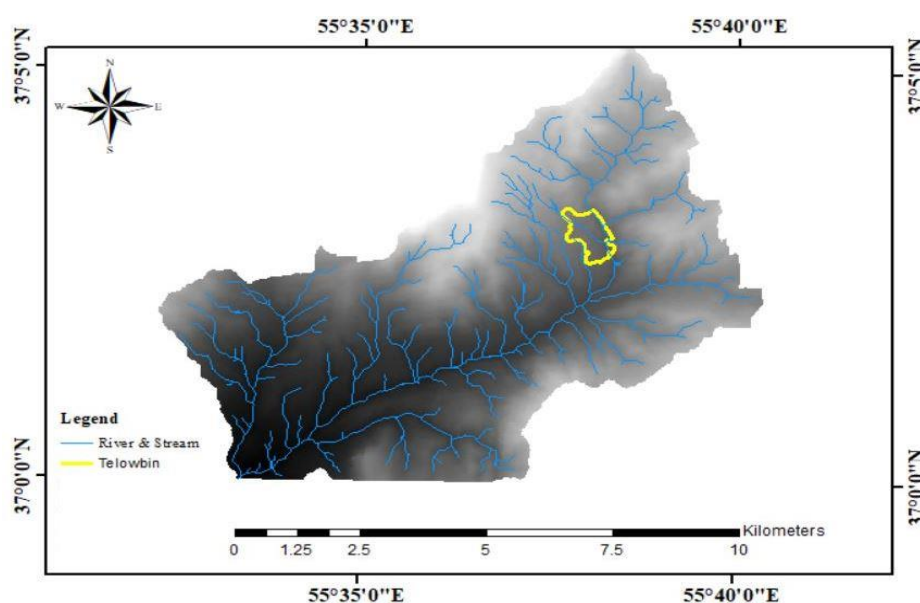 55°35'0"E 55°40'0"E
37°5'0"N 37°5'0"N
N
W E
S
Legend
River & Stream
Telowbin
37°0'0"N 37°0'0"N
Kilometers
0 1.25 2.5 5 7.5 10
55°35'0"E 55°40'0"E